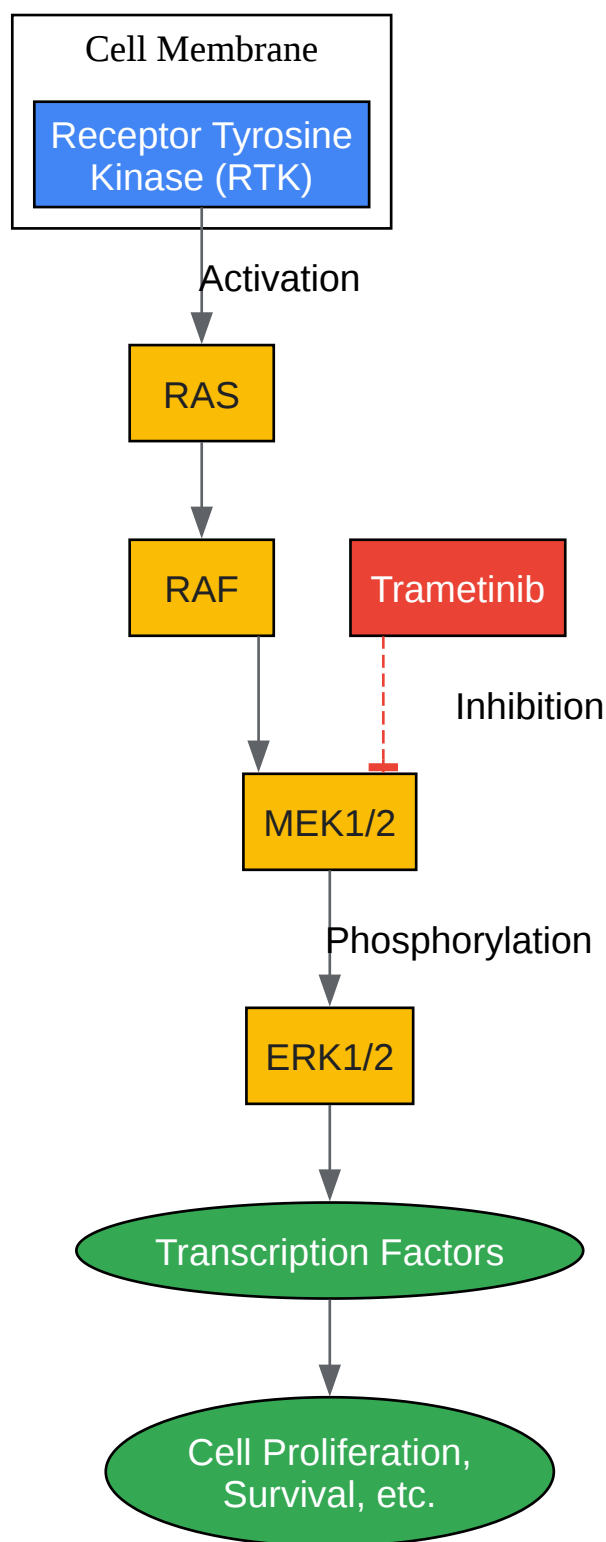 Cell Membrane
Receptor Tyrosine
Kinase (RTK)
Activation
RAS
RAF
Trametinib
Inhibition
MEK1/2
Phosphorylation
ERK1/2
Transcription Factors
Cell Proliferation,
Survival, etc.